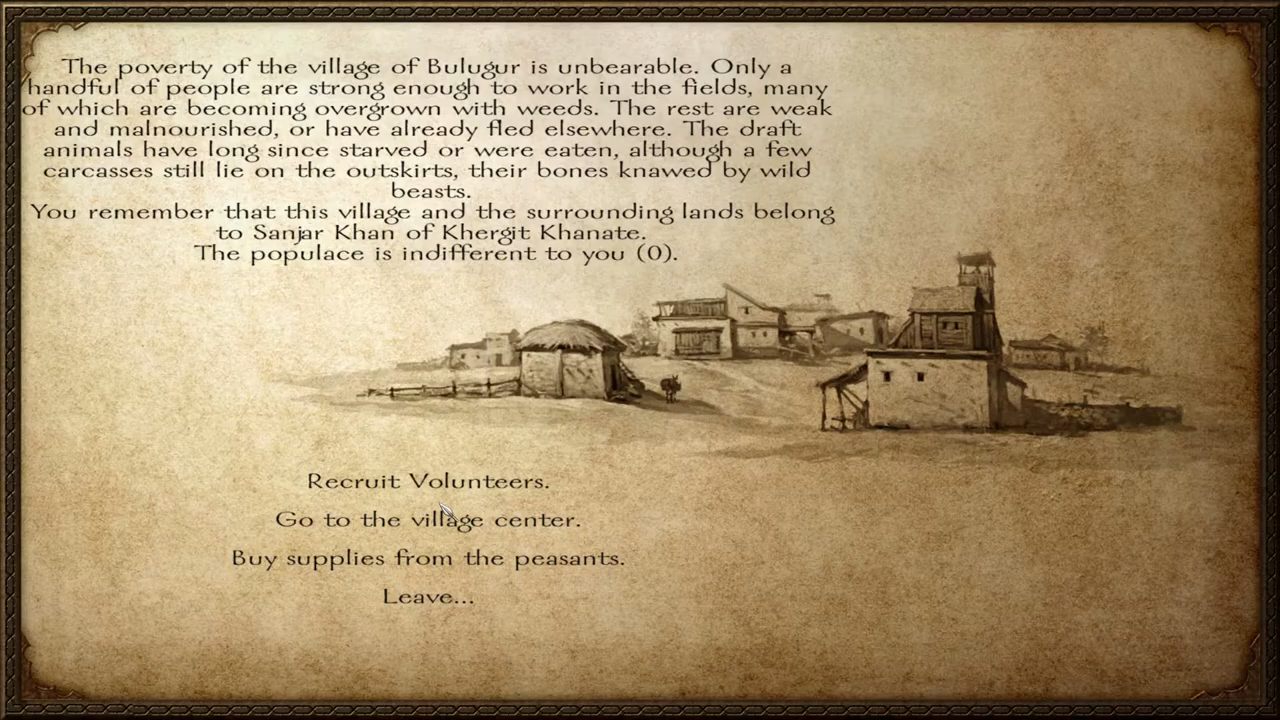 The poverty of the village of Bulugur is unbearable. Only a
handful of people are strong enough to work in the fields, many
of which are becoming overgrown with weeds. The rest are weak
and malnourished, or have already fled elsewhere. The draft
animals have long since starved or were eaten, although a few
carcasses still lie on the outskirts, their bones knawed by wild
beasts.
You remember that this village and the surrounding lands belong
to Sanjar Khan of Khergit Khanate.
The populace is indifferent to you (0).
Recruit Volunteers.
Go to the village center.
Buy supplies from the peasants.
Leave...